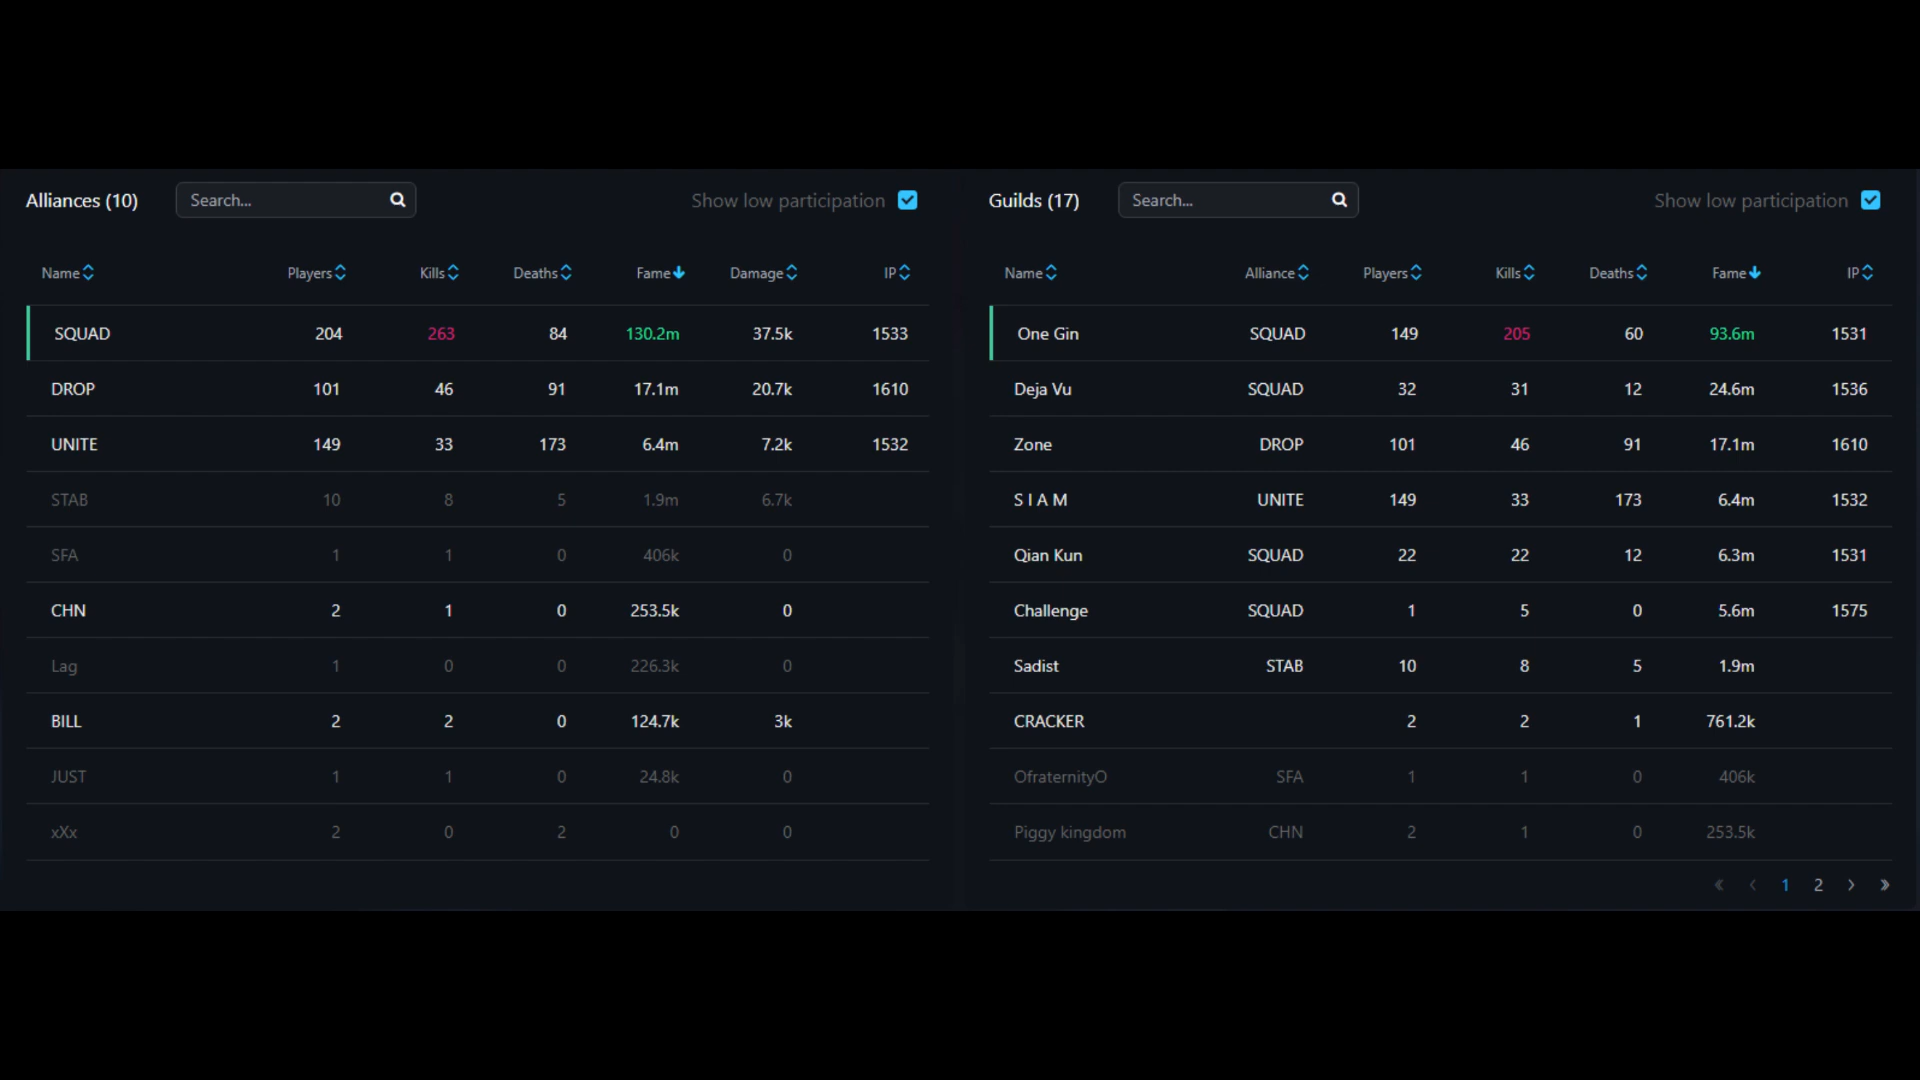 Alliances (10) Search... Show low participation
Name Players Kills Deaths Fame Damage IP
SQUAD 204 263 84 130.2m 37.5k 1533
DROP 101 46 91 17.1m 20.7k 1610
UNITE 149 33 173 6.4m 7.2k 1532
STAB 10 8 5 1.9m 6.7k
SFA 1 1 0 406k 0
CHN 2 1 0 253.5k 0
Lag 1 0 0 226.3k 0
BILL 2 2 0 124.7k 3k
JUST 1 1 0 24.8k 0
xXx 2 0 2 0 0
Guilds (17) Search... Show low participation
Name Alliance Players Kills Deaths Fame IP
One Gin SQUAD 149 205 60 93.6m 1531
Deja Vu SQUAD 32 31 12 24.6m 1536
Zone DROP 101 46 91 17.1m 1610
S I A M UNITE 149 33 173 6.4m 1532
Qian Kun SQUAD 22 22 12 6.3m 1531
Challenge SQUAD 1 5 0 5.6m 1575
Sadist STAB 10 8 5 1.9m
CRACKER 2 2 1 761.2k
OfraternityO SFA 1 1 0 406k
Piggy kingdom CHN 2 1 0 253.5k
« ‹ 1 2 › »